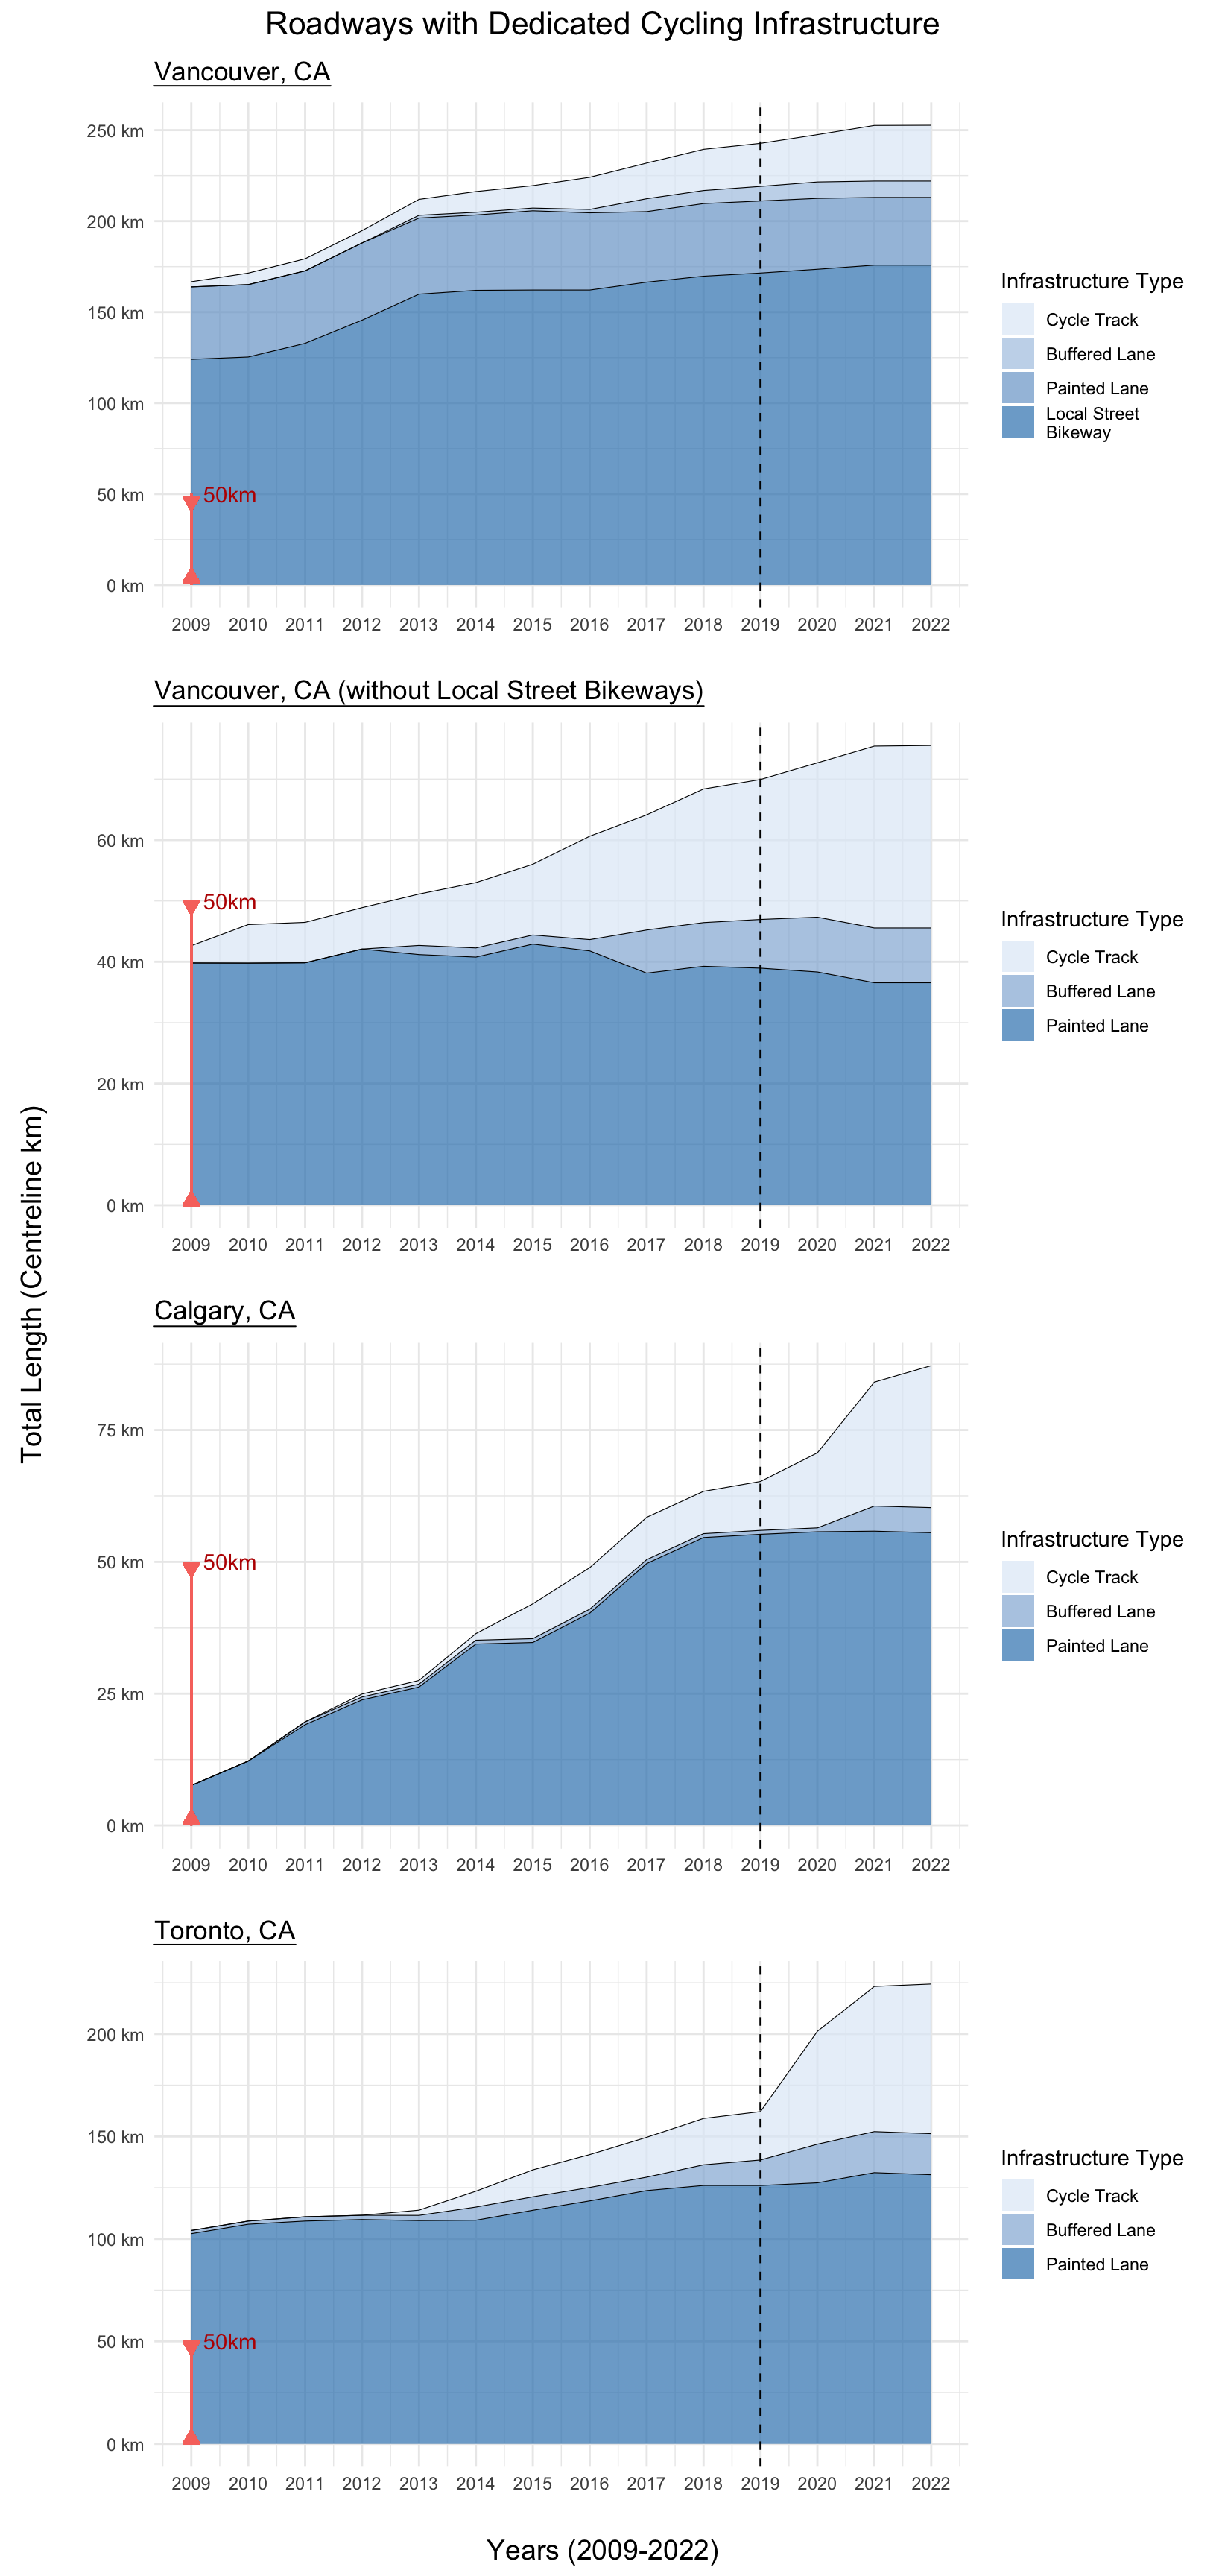 Roadways with Dedicated Cycling Infrastructure
Vancouver, CA
250 km
200 km
150 km
100 km
50 km
0 km
50km
2009 2010 2011 2012 2013 2014 2015 2016 2017 2018 2019 2020 2021 2022
Infrastructure Type
Cycle Track
Buffered Lane
Painted Lane
Local Street
Bikeway
Vancouver, CA (without Local Street Bikeways)
60 km
40 km
20 km
0 km
50km
2009 2010 2011 2012 2013 2014 2015 2016 2017 2018 2019 2020 2021 2022
Infrastructure Type
Cycle Track
Buffered Lane
Painted Lane
Total Length (Centreline km)
Calgary, CA
75 km
50 km
25 km
0 km
50km
2009 2010 2011 2012 2013 2014 2015 2016 2017 2018 2019 2020 2021 2022
Infrastructure Type
Cycle Track
Buffered Lane
Painted Lane
Toronto, CA
200 km
150 km
100 km
50 km
0 km
50km
2009 2010 2011 2012 2013 2014 2015 2016 2017 2018 2019 2020 2021 2022
Infrastructure Type
Cycle Track
Buffered Lane
Painted Lane
Years (2009-2022)